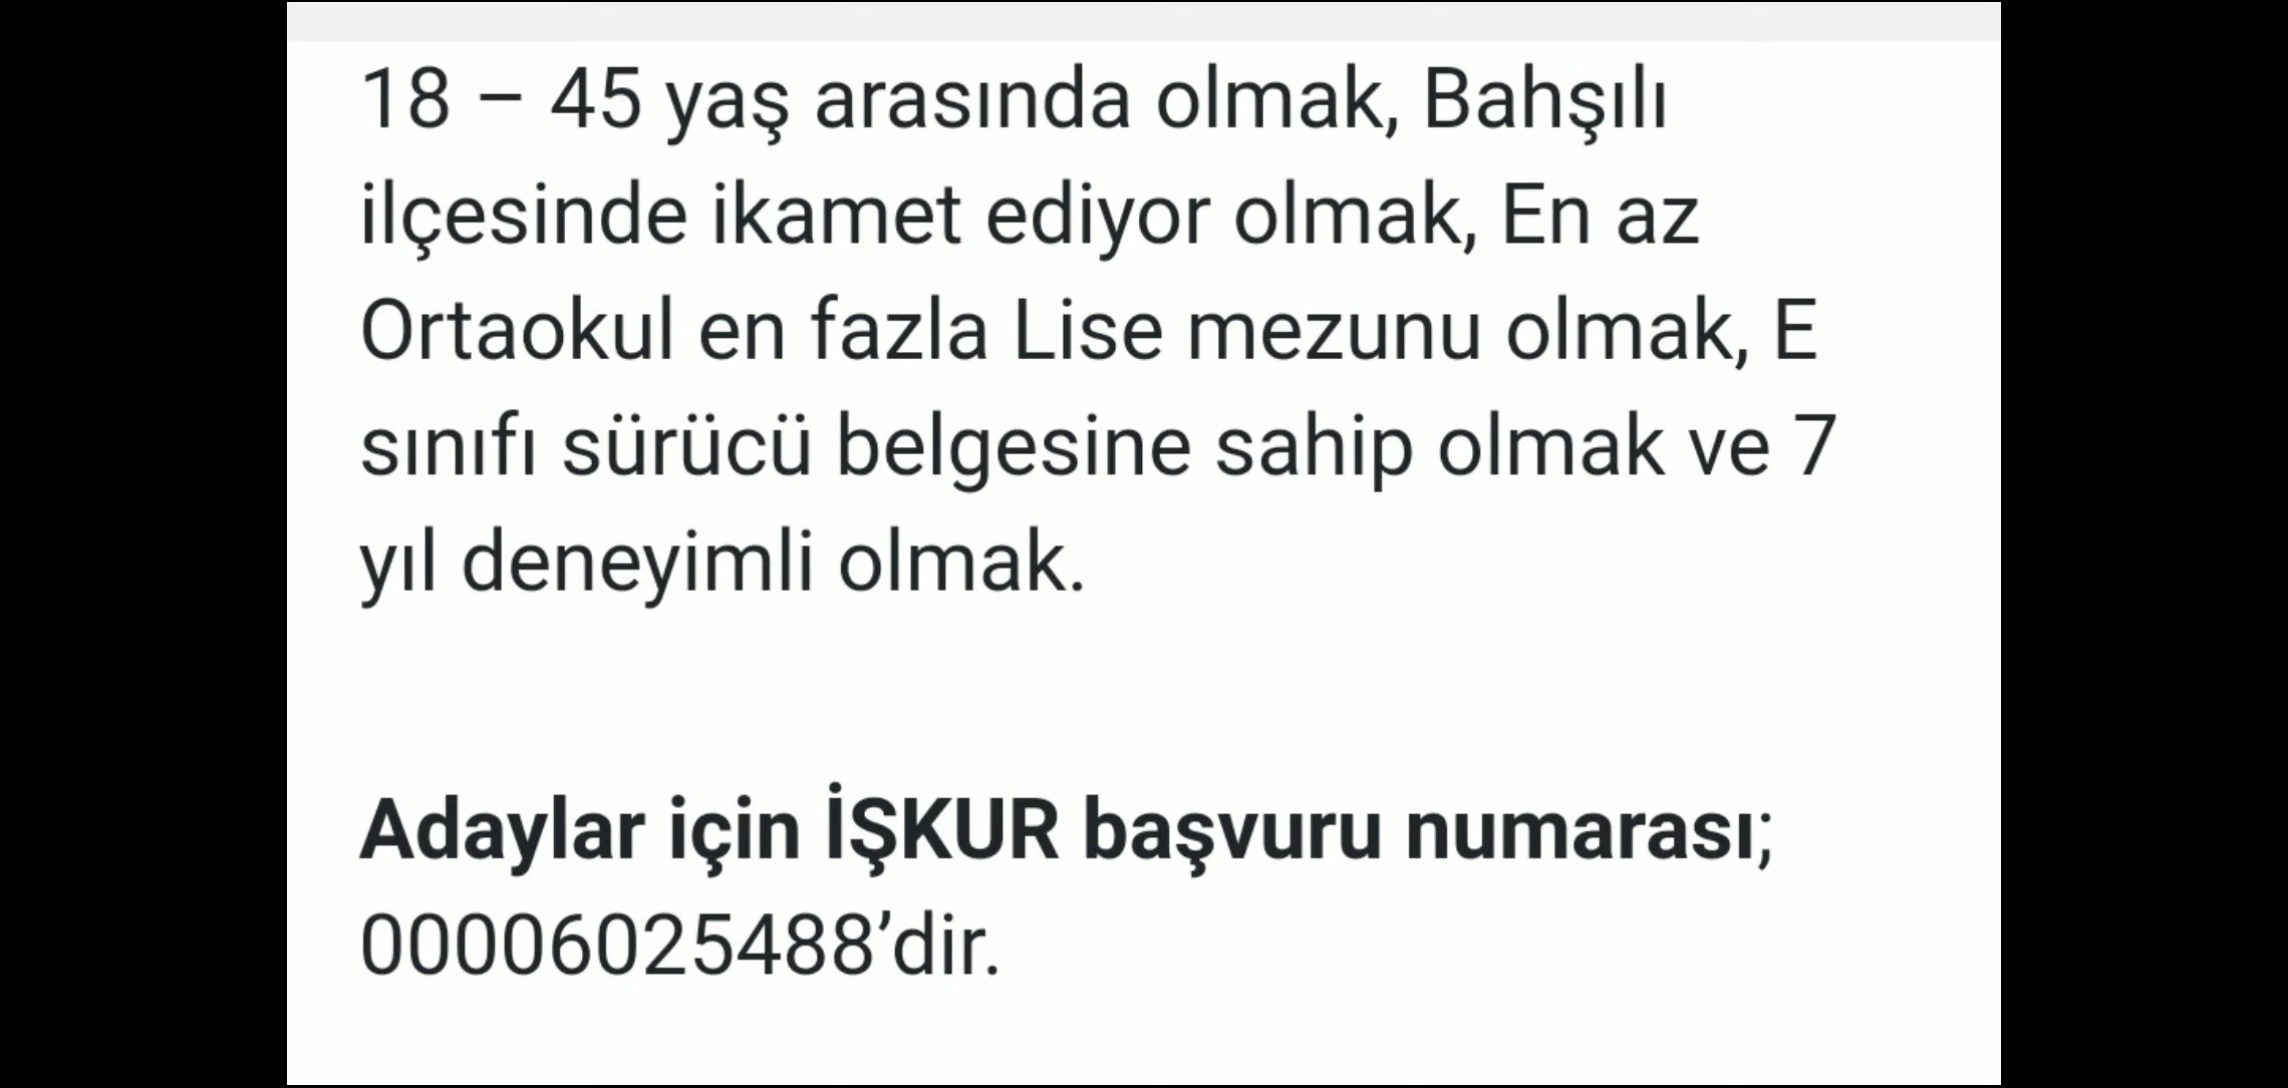 18 – 45 yaş arasında olmak, Bahşılı
ilçesinde ikamet ediyor olmak, En az
Ortaokul en fazla Lise mezunu olmak, E
sınıfı sürücü belgesine sahip olmak ve 7
yıl deneyimli olmak.
Adaylar için İŞKUR başvuru numarası;
00006025488’dir.